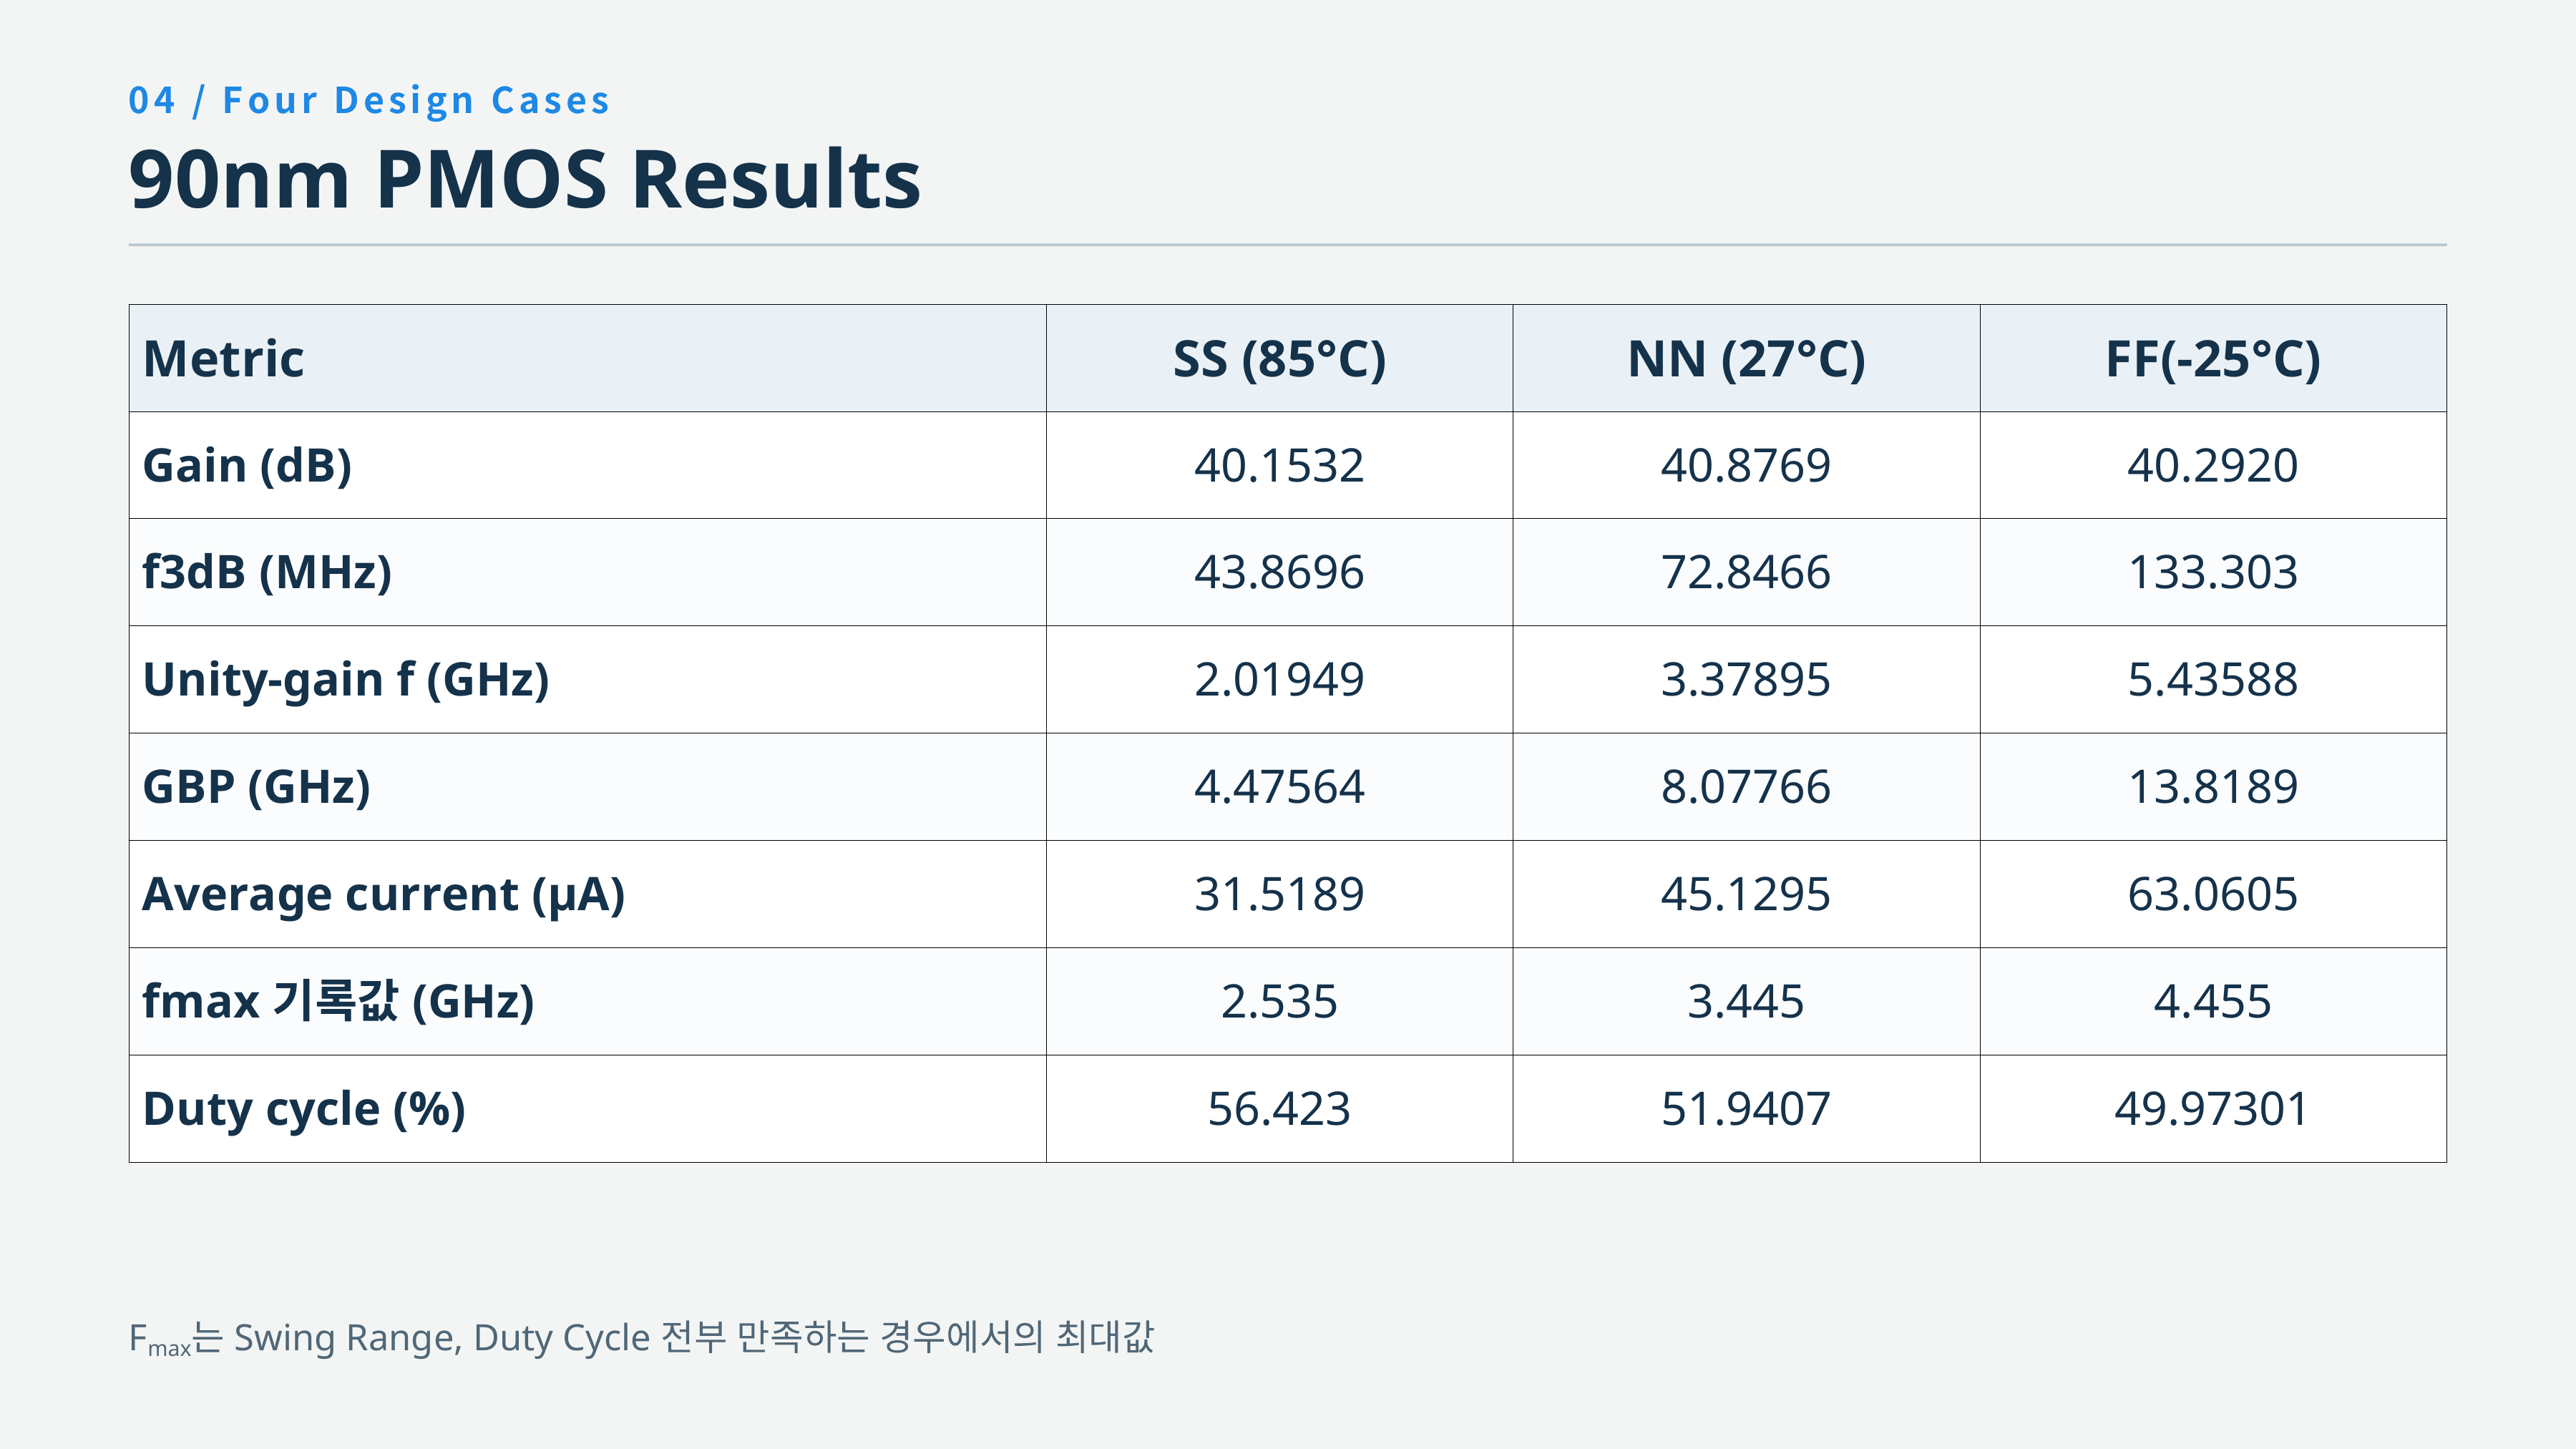 04 / Four Design Cases
90nm PMOS Results
Metric SS (85°C) NN (27°C) FF(-25°C)
Gain (dB) 40.1532 40.8769 40.2920
f3dB (MHz) 43.8696 72.8466 133.303
Unity-gain f (GHz) 2.01949 3.37895 5.43588
GBP (GHz) 4.47564 8.07766 13.8189
Average current (μA) 31.5189 45.1295 63.0605
fmax 기록값 (GHz) 2.535 3.445 4.455
Duty cycle (%) 56.423 51.9407 49.97301
Fmax는 Swing Range, Duty Cycle 전부 만족하는 경우에서의 최대값